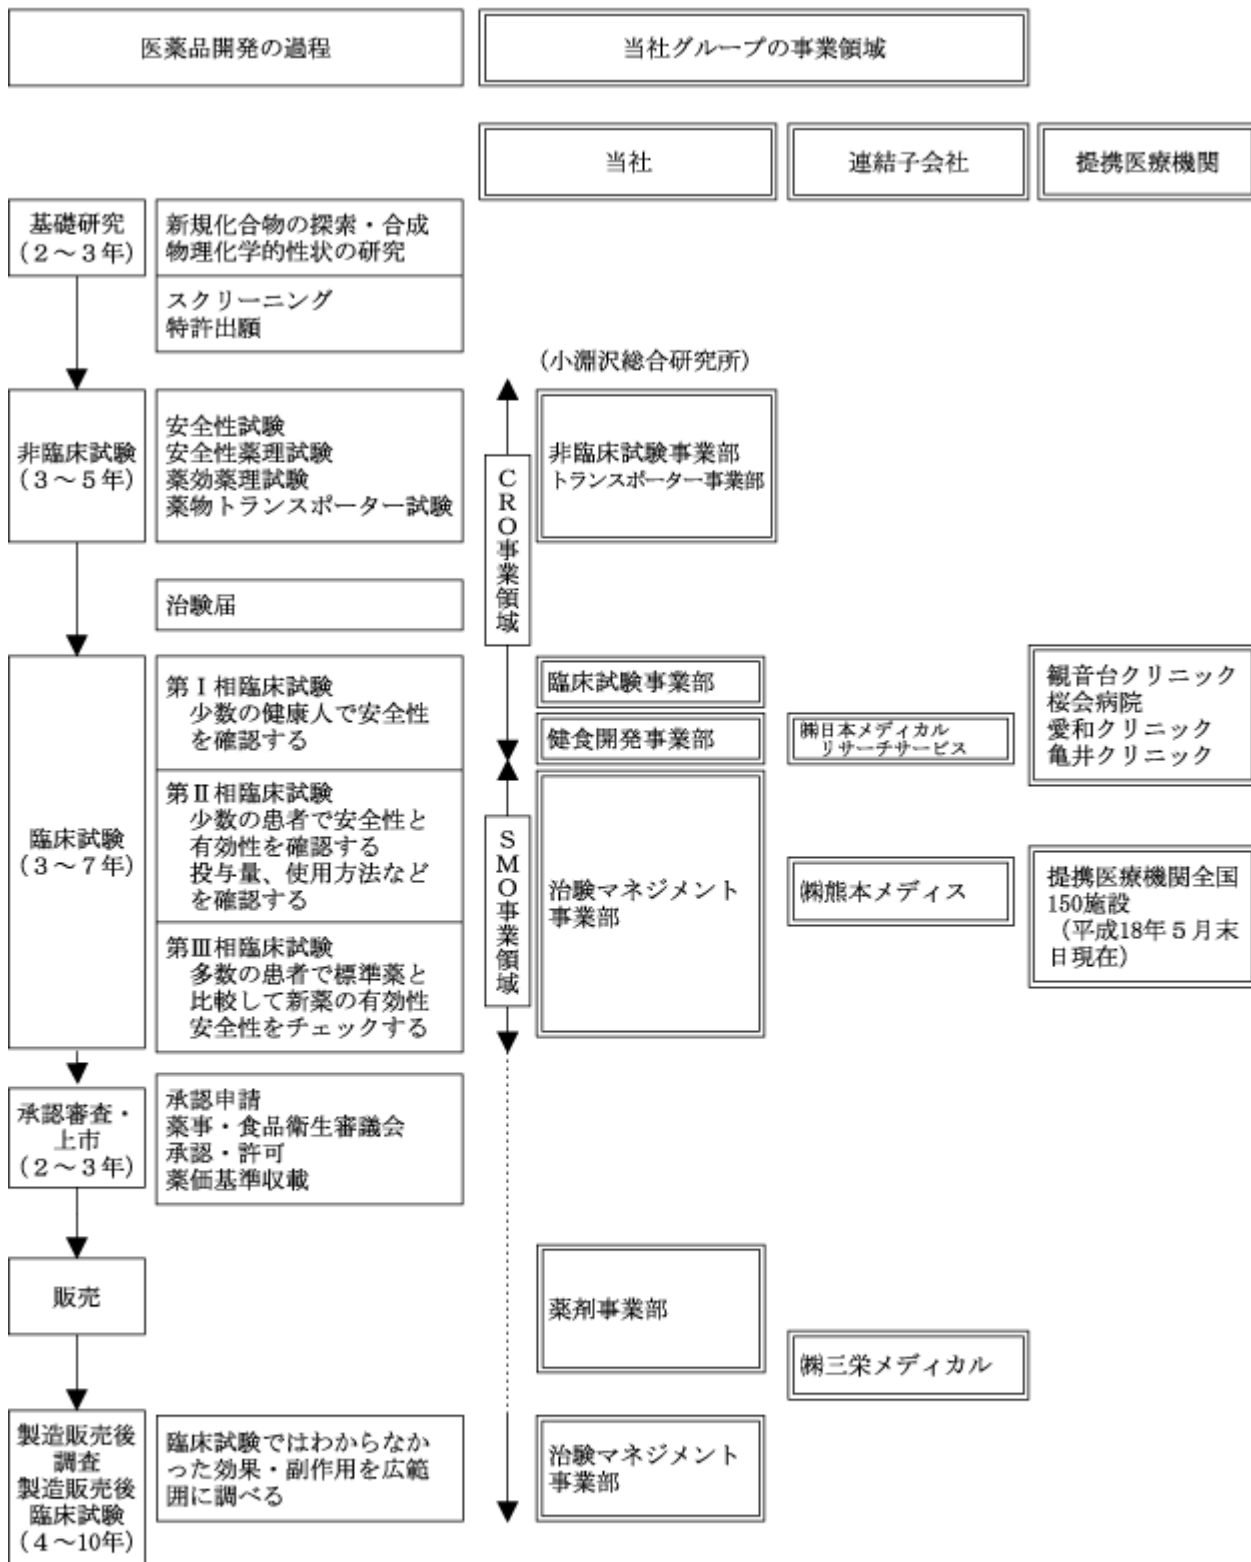 医薬品開発の過程
当社グループの事業領域
当社
連結子会社
提携医療機関
基礎研究
(２～３年)
新規化合物の探索・合成
物理化学的性状の研究
スクリーニング
特許出願
(小淵沢総合研究所)
非臨床試験
(３～５年)
安全性試験
安全性薬理試験
薬効薬理試験
薬物トランスポーター試験
CRO事業領域
非臨床試験事業部
トランスポーター事業部
治験届
臨床試験
(３～７年)
第Ⅰ相臨床試験
少数の健康人で安全性
を確認する
臨床試験事業部
健食開発事業部
㈱日本メディカル
リサーチサービス
観音台クリニック
桜会病院
愛和クリニック
亀井クリニック
第Ⅱ相臨床試験
少数の患者で安全性と
有効性を確認する
投与量、使用方法など
を確認する
第Ⅲ相臨床試験
多数の患者で標準薬と
比較して新薬の有効性
安全性をチェックする
SMO事業領域
治験マネジメント
事業部
㈱熊本メディス
提携医療機関全国
150施設
(平成18年５月末
日現在)
承認審査・
上市
(２～３年)
承認申請
薬事・食品衛生審議会
承認・許可
薬価基準収載
販売
薬剤事業部
㈱三栄メディカル
製造販売後
調査
製造販売後
臨床試験
(４～10年)
臨床試験ではわからなか
った効果・副作用を広範
囲に調べる
治験マネジメント
事業部